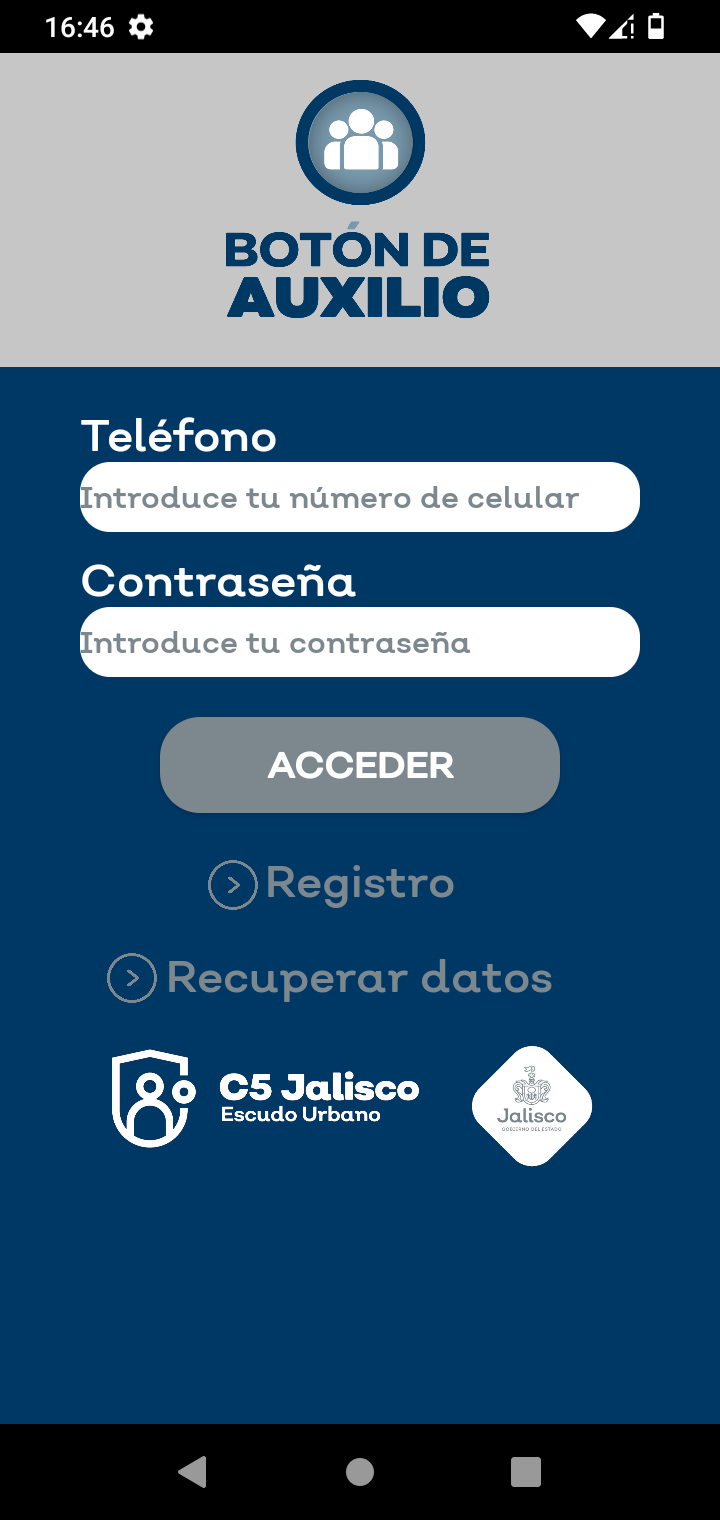 16:46
BOTÓN DE
AUXILIO
Teléfono
Introduce tu número de celular
Contraseña
Introduce tu contraseña
ACCEDER
Registro
Recuperar datos
C5 Jalisco
Escudo Urbano
Jalisco
GOBIERNO DEL ESTADO